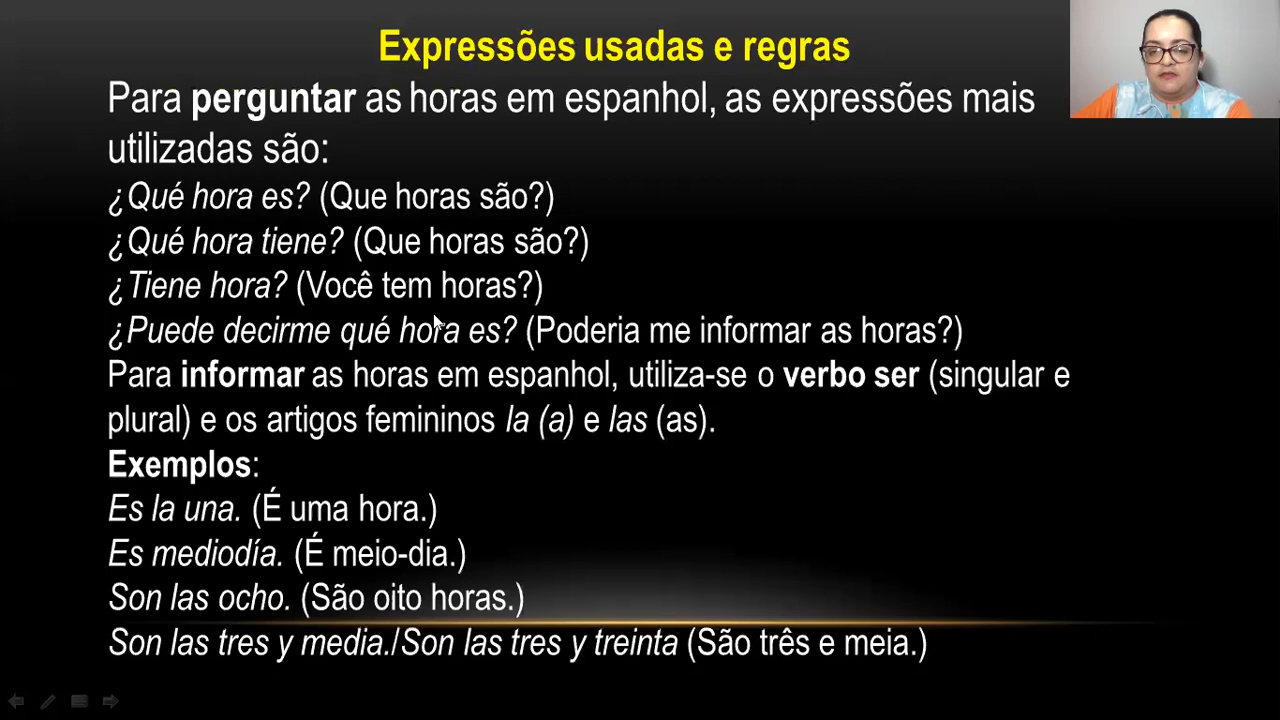 Expressões usadas e regras
Para perguntar as horas em espanhol, as expressões mais
utilizadas são:
¿Qué hora es? (Que horas são?)
¿Qué hora tiene? (Que horas são?)
¿Tiene hora? (Você tem horas?)
¿Puede decirme qué hora es? (Poderia me informar as horas?)
Para informar as horas em espanhol, utiliza-se o verbo ser (singular e
plural) e os artigos femininos la (a) e las (as).
Exemplos:
Es la una. (É uma hora.)
Es mediodía. (É meio-dia.)
Son las ocho. (São oito horas.)
Son las tres y media./Son las tres y treinta (São três e meia.)